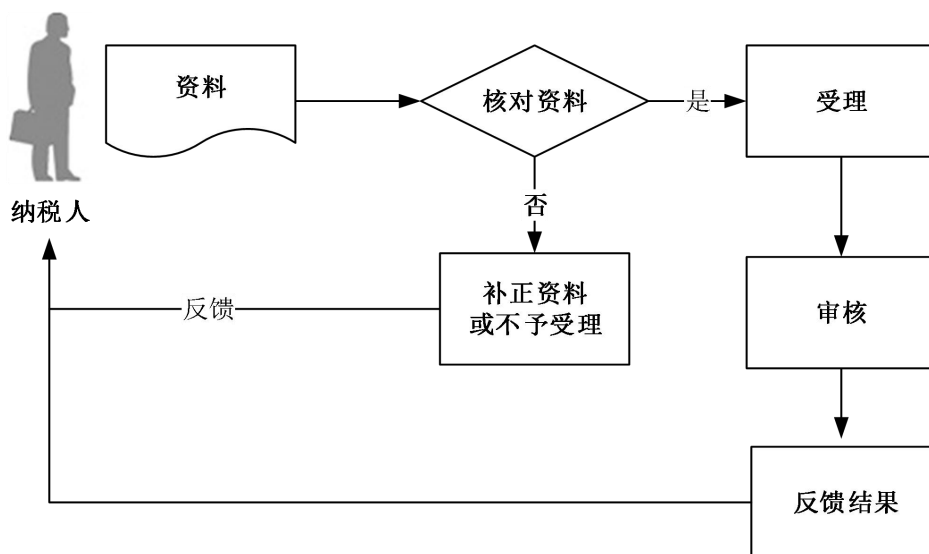 资料
核对资料
是
受理
纳税人
否
补正资料
或不予受理
反馈
审核
反馈结果